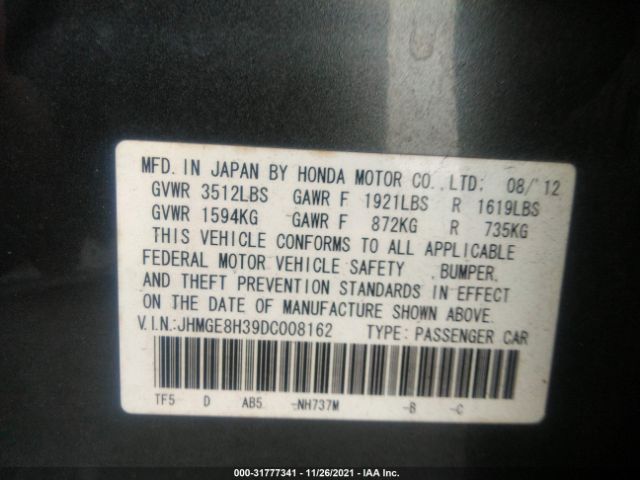 MFD. IN JAPAN BY HONDA MOTOR CO., LTD: 08/'12
GVWR 3512LBS GAWR F 1921LBS R 1619LBS
GVWR 1594KG GAWR F 872KG R 735KG
THIS VEHICLE CONFORMS TO ALL APPLICABLE
FEDERAL MOTOR VEHICLE SAFETY , BUMPER,
AND THEFT PREVENTION STANDARDS IN EFFECT
ON THE DATE OF MANUFACTURE SHOWN ABOVE.
V.I.N.:JHMGE8H39DC008162 TYPE: PASSENGER CAR
TF5 D AB5 -NH737M -B -C
000-31777341 - 11/26/2021 - IAA Inc.